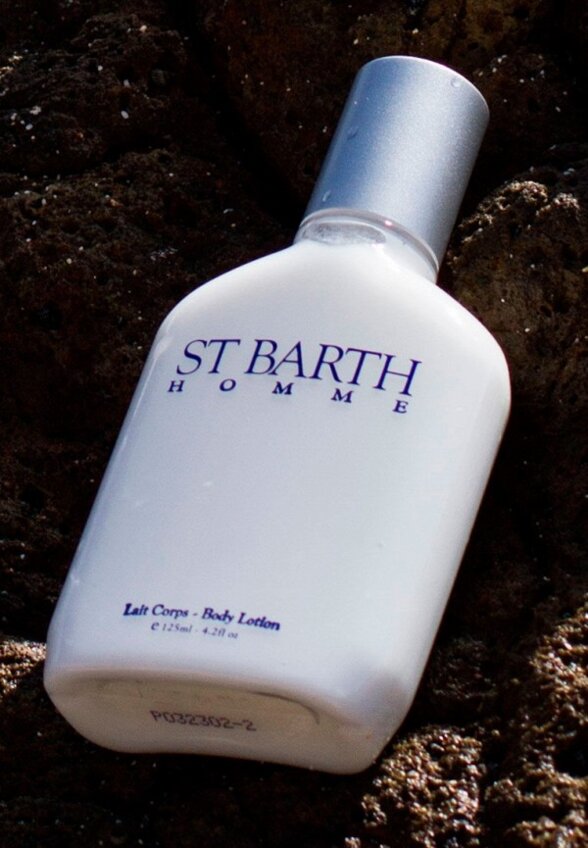 ST BARTH
HOMME
Lait Corps - Body Lotion
e 125ml - 4.2fl oz
P032302-2